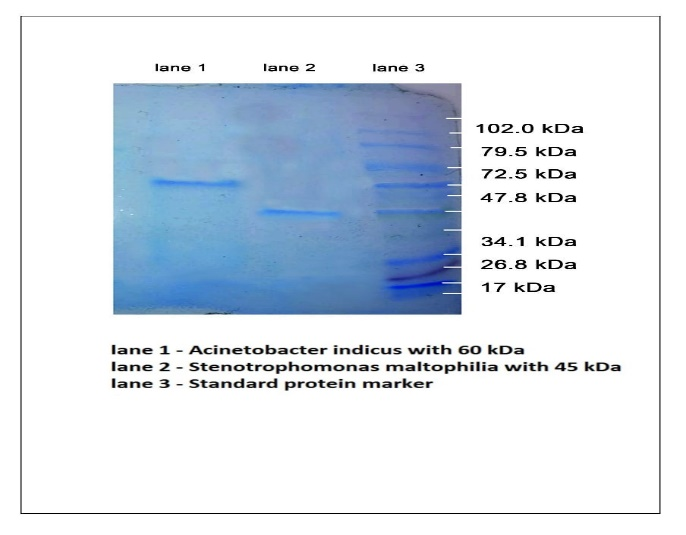 lane 1 lane 2 lane 3
102.0 kDa
79.5 kDa
72.5 kDa
47.8 kDa
34.1 kDa
26.8 kDa
17 kDa
lane 1 - Acinetobacter indicus with 60 kDa
lane 2 - Stenotrophomonas maltophilia with 45 kDa
lane 3 - Standard protein marker